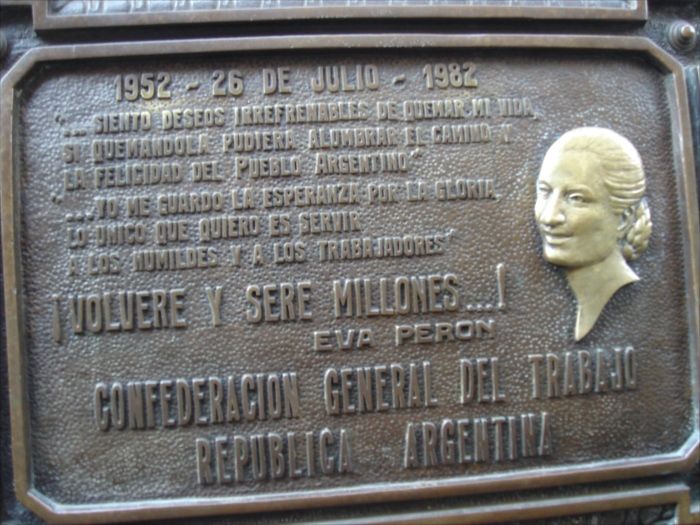 1952 - 26 DE JULIO - 1982
"... SIENTO DESEOS IRREFRENABLES DE QUEMAR MI VIDA,
SI QUEMANDOLA PUDIERA ALUMBRAR EL CAMINO Y
LA FELICIDAD DEL PUEBLO ARGENTINO"
"... YO ME GUARDO LA ESPERANZA POR LA GLORIA
LO UNICO QUE QUIERO ES SERVIR
A LOS HUMILDES Y A LOS TRABAJADORES"
¡VOLVERE Y SERE MILLONES...!
EVA PERON
CONFEDERACION GENERAL DEL TRABAJO
REPUBLICA ARGENTINA